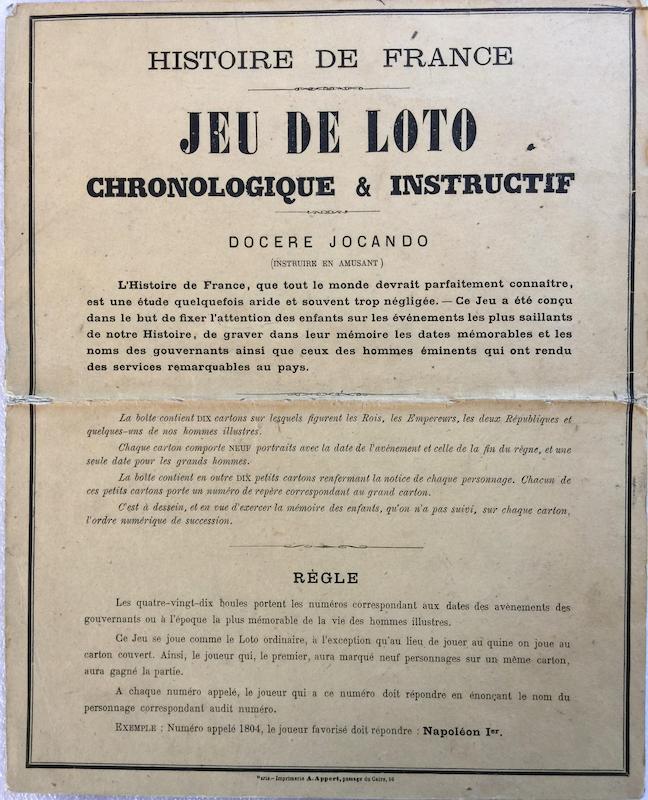 HISTOIRE DE FRANCE
JEU DE LOTO
CHRONOLOGIQUE & INSTRUCTIF
DOCERE JOCANDO
(INSTRUIRE EN AMUSANT)
L'Histoire de France, que tout le monde devrait parfaitement connaître,
est une étude quelquefois aride et souvent trop négligée. — Ce Jeu a été conçu
dans le but de fixer l'attention des enfants sur les événements les plus saillants
de notre Histoire, de graver dans leur mémoire les dates mémorables et les
noms des gouvernants ainsi que ceux des hommes éminents qui ont rendu
des services remarquables au pays.
La boîte contient DIX cartons sur lesquels figurent les Rois, les Empereurs, les deux Républiques et
quelques-uns de nos hommes illustres.
Chaque carton comporte NEUF portraits avec la date de l'avénement et celle de la fin du règne, et une
seule date pour les grands hommes.
La boîte contient en outre DIX petits cartons renfermant la notice de chaque personnage. Chacun de
ces petits cartons porte un numéro de repère correspondant au grand carton.
C'est à dessein, et en vue d'exercer la mémoire des enfants, qu'on n'a pas suivi, sur chaque carton,
l'ordre numérique de succession.
RÈGLE
Les quatre-vingt-dix boules portent les numéros correspondant aux dates des avènements des
gouvernants ou à l'époque la plus mémorable de la vie des hommes illustres.
Ce Jeu se joue comme le Loto ordinaire, à l'exception qu'au lieu de jouer au quine on joue au
carton couvert. Ainsi, le joueur qui, le premier, aura marqué neuf personnages sur un même carton,
aura gagné la partie.
A chaque numéro appelé, le joueur qui a ce numéro doit répondre en énonçant le nom du
personnage correspondant audit numéro.
EXEMPLE : Numéro appelé 1804, le joueur favorisé doit répondre : Napoléon Ier.
Paris.— Imprimerie A. Appert, passage du Caire, 56